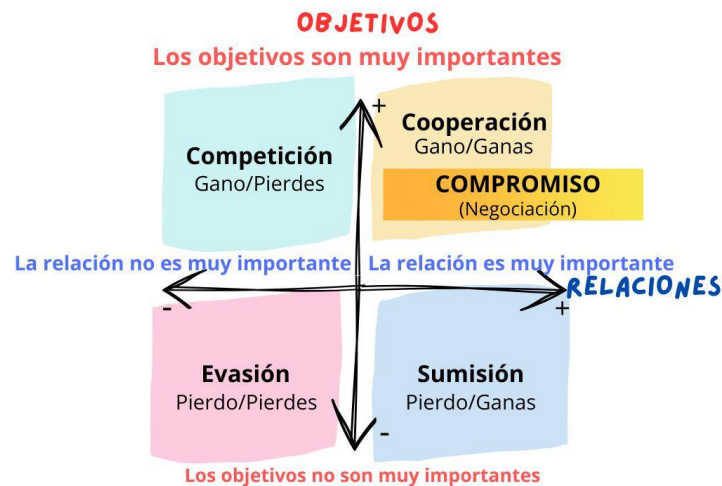 OBJETIVOS
Los objetivos son muy importantes
+
Competición
Gano/Pierdes
Cooperación
Gano/Ganas
COMPROMISO
(Negociación)
La relación no es muy importante
La relación es muy importante
RELACIONES
-
+
Evasión
Pierdo/Pierdes
Sumisión
Pierdo/Ganas
-
Los objetivos no son muy importantes